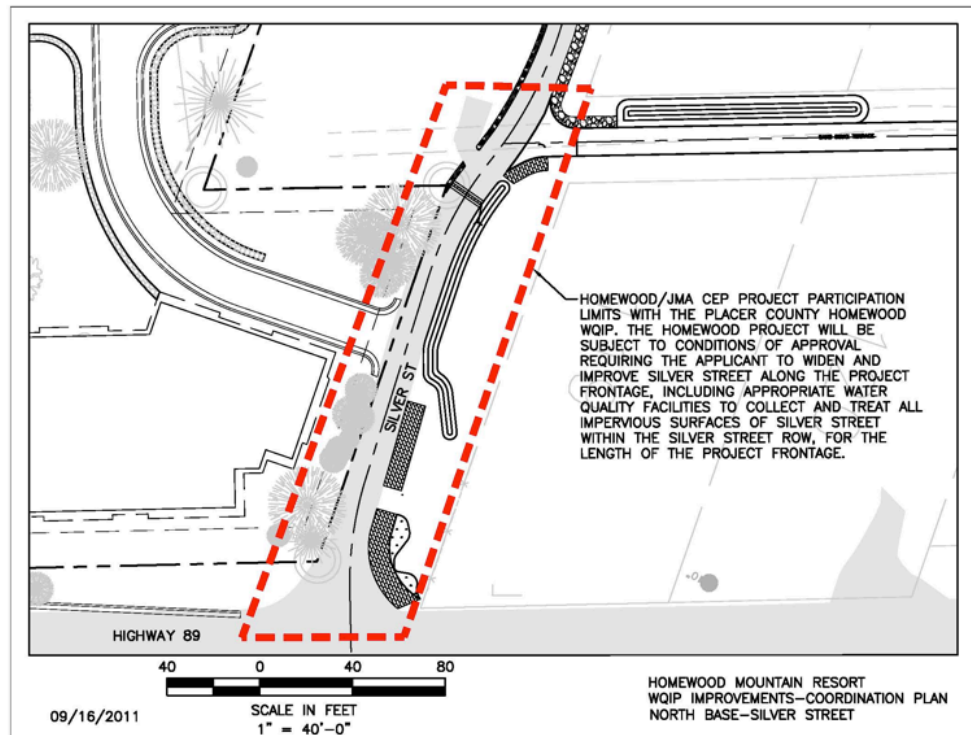 HOMEWOOD/JMA CEP PROJECT PARTICIPATION
LIMITS WITH THE PLACER COUNTY HOMEWOOD
WQIP. THE HOMEWOOD PROJECT WILL BE
SUBJECT TO CONDITIONS OF APPROVAL
REQUIRING THE APPLICANT TO WIDEN AND
IMPROVE SILVER STREET ALONG THE PROJECT
FRONTAGE, INCLUDING APPROPRIATE WATER
QUALITY FACILITIES TO COLLECT AND TREAT ALL
IMPERVIOUS SURFACES OF SILVER STREET
WITHIN THE SILVER STREET ROW, FOR THE
LENGTH OF THE PROJECT FRONTAGE.
SILVER ST
HIGHWAY 89
40 0 40 80
SCALE IN FEET
1" = 40'-0"
09/16/2011
HOMEWOOD MOUNTAIN RESORT
WQIP IMPROVEMENTS-COORDINATION PLAN
NORTH BASE-SILVER STREET